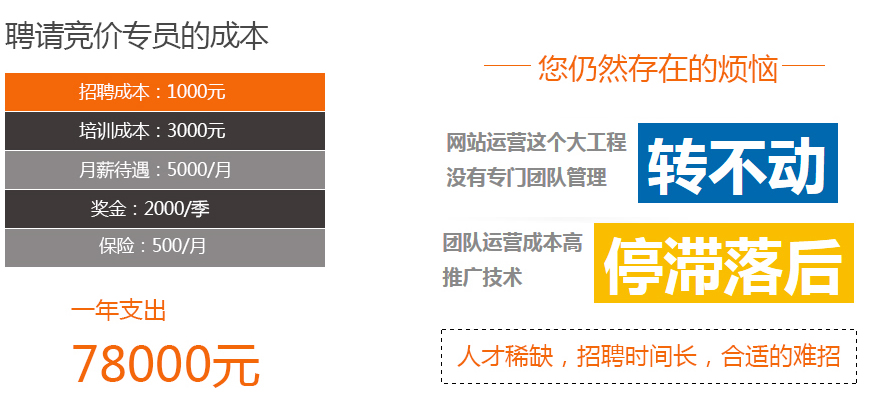 聘请竞价专员的成本
招聘成本：1000元
培训成本：3000元
月薪待遇：5000/月
奖金：2000/季
保险：500/月
一年支出
78000元
您仍然存在的烦恼
网站运营这个大工程
没有专门团队管理
转不动
团队运营成本高
推广技术
停滞落后
人才稀缺，招聘时间长，合适的难招